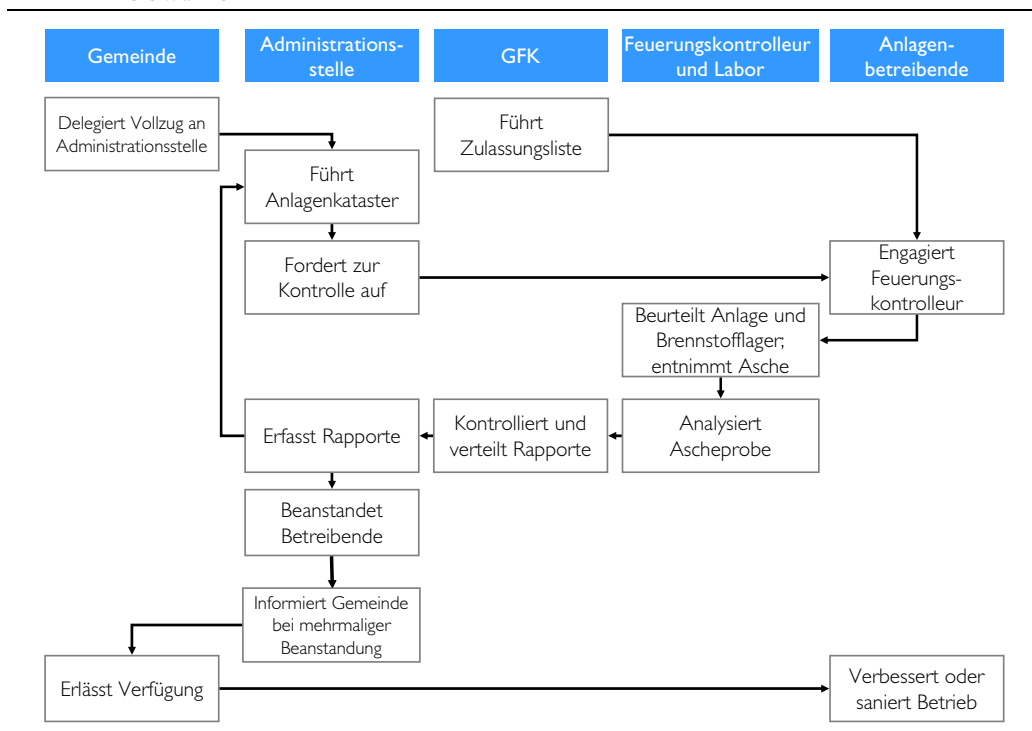 Gemeinde
Administrations-
stelle
GFK
Feuerungskontrolleur
und Labor
Anlagen-
betreibende
Delegiert Vollzug an
Administrationsstelle
Führt
Zulassungsliste
Führt
Anlagenkataster
Fordert zur
Kontrolle auf
Engagiert
Feuerungs-
kontrolleur
Beurteilt Anlage und
Brennstofflager;
entnimmt Asche
Erfasst Rapporte
Kontrolliert und
verteilt Rapporte
Analysiert
Ascheprobe
Beanstandet
Betreibende
Informiert Gemeinde
bei mehrmaliger
Beanstandung
Erlässt Verfügung
Verbessert oder
saniert Betrieb